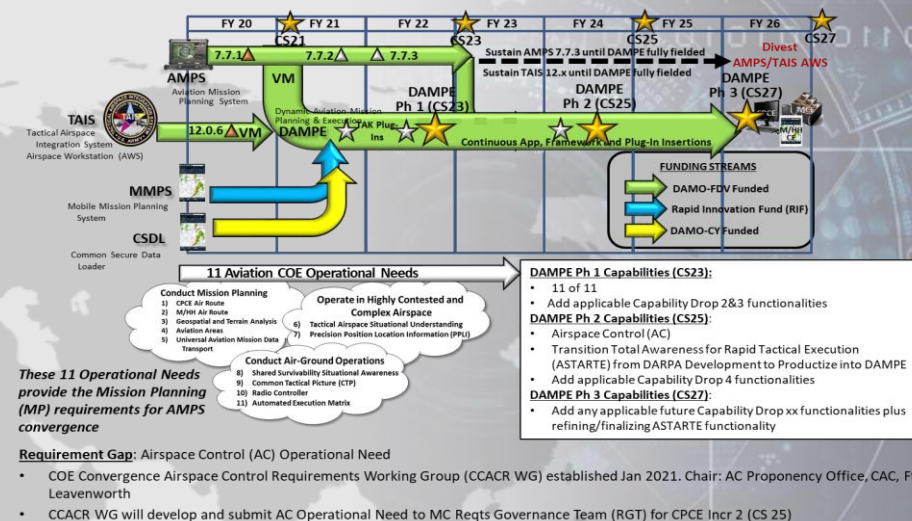 FY 20 FY 21 FY 22 FY 23 FY 24 FY 25 FY 26
CS21 CS23 CS25 CS27
7.7.1 7.7.2 7.7.3
AMPS
Aviation Mission
Planning System
VM
Sustain AMPS 7.7.3 until DAMPE fully fielded
Sustain TAIS 12.x until DAMPE fully fielded
Divest
AMPS/TAIS AWS
TAIS
Tactical Airspace
Integration System
Airspace Workstation (AWS)
12.0.6 VM
Dynamic Aviation Mission
Planning & Execution
DAMPE
TAK Plug-
Ins
DAMPE
Ph 1 (CS23)
DAMPE
Ph 2 (CS25)
DAMPE
Ph 3 (CS27)
Continuous App, Framework and Plug-In Insertions
M/HH
CE
MMPS
Mobile Mission Planning
System
CSDL
Common Secure Data
Loader
FUNDING STREAMS
DAMO-FDV Funded
Rapid Innovation Fund (RIF)
DAMO-CY Funded
11 Aviation COE Operational Needs
Conduct Mission Planning
1) CPCE Air Route
2) M/HH Air Route
3) Geospatial and Terrain Analysis
4) Aviation Areas
5) Universal Aviation Mission Data
Transport
Operate in Highly Contested and
Complex Airspace
6) Tactical Airspace Situational Understanding
7) Precision Position Location Information (PPLI)
Conduct Air-Ground Operations
8) Shared Survivability Situational Awareness
9) Common Tactical Picture (CTP)
10) Radio Controller
11) Automated Execution Matrix
These 11 Operational Needs
provide the Mission Planning
(MP) requirements for AMPS
convergence
DAMPE Ph 1 Capabilities (CS23):
• 11 of 11
• Add applicable Capability Drop 2&3 functionalities
DAMPE Ph 2 Capabilities (CS25):
• Airspace Control (AC)
• Transition Total Awareness for Rapid Tactical Execution
(ASTARTE) from DARPA Development to Productize into DAMPE
• Add applicable Capability Drop 4 functionalities
DAMPE Ph 3 Capabilities (CS27):
• Add any applicable future Capability Drop xx functionalities plus
refining/finalizing ASTARTE functionality
Requirement Gap: Airspace Control (AC) Operational Need
• COE Convergence Airspace Control Requirements Working Group (CCACR WG) established Jan 2021. Chair: AC Proponency Office, CAC, F
Leavenworth
• CCACR WG will develop and submit AC Operational Need to MC Reqts Governance Team (RGT) for CPCE Incr 2 (CS 25)